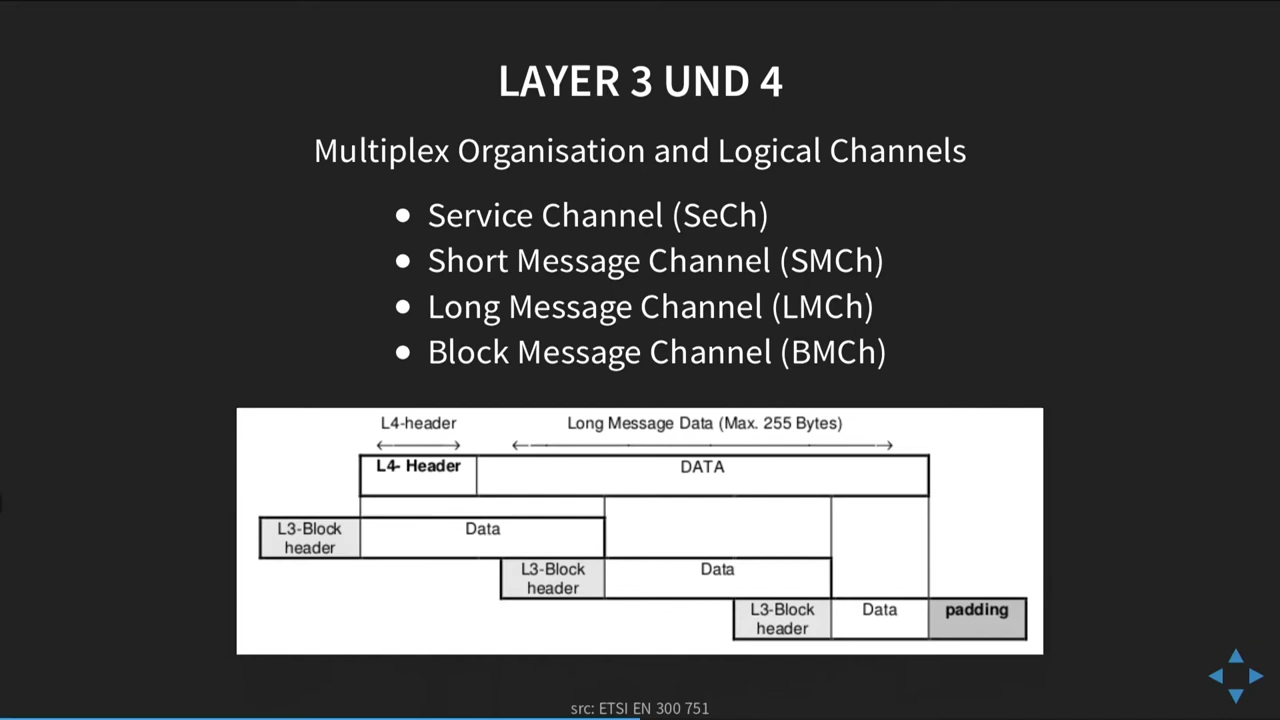 LAYER 3 UND 4
Multiplex Organisation and Logical Channels
Service Channel (SeCh)
Short Message Channel (SMCh)
Long Message Channel (LMCh)
Block Message Channel (BMCh)
L4-header
Long Message Data (Max. 255 Bytes)
L4- Header
DATA
L3-Block
header
Data
L3-Block
header
Data
L3-Block
header
Data
padding
src: ETSI EN 300 751